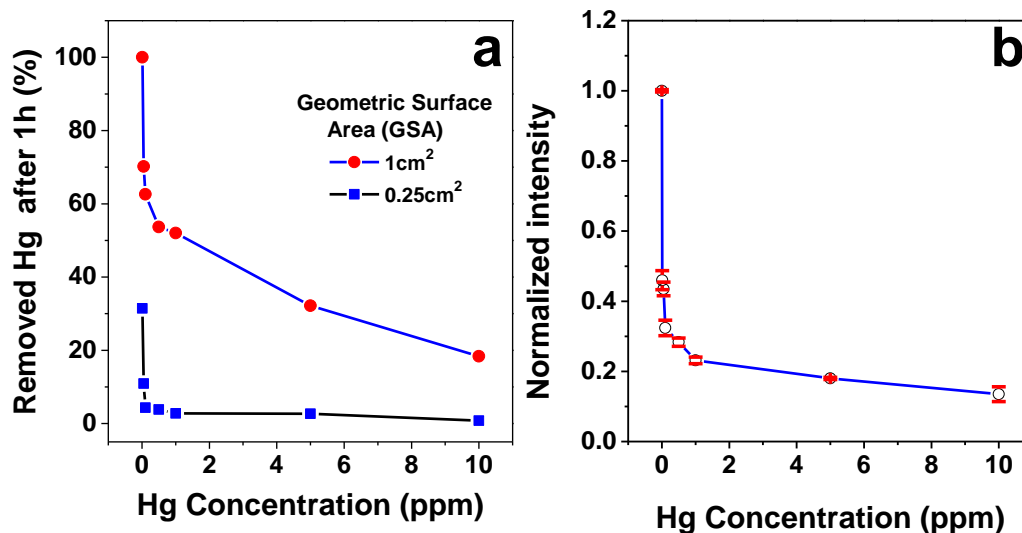 a
Removed Hg after 1h (%)
100
80
60
40
20
0
Geometric Surface
Area (GSA)
1cm²
0.25cm²
0 2 4 6 8 10
Hg Concentration (ppm)
b
Normalized intensity
1.2
1.0
0.8
0.6
0.4
0.2
0.0
0 2 4 6 8 10
Hg Concentration (ppm)